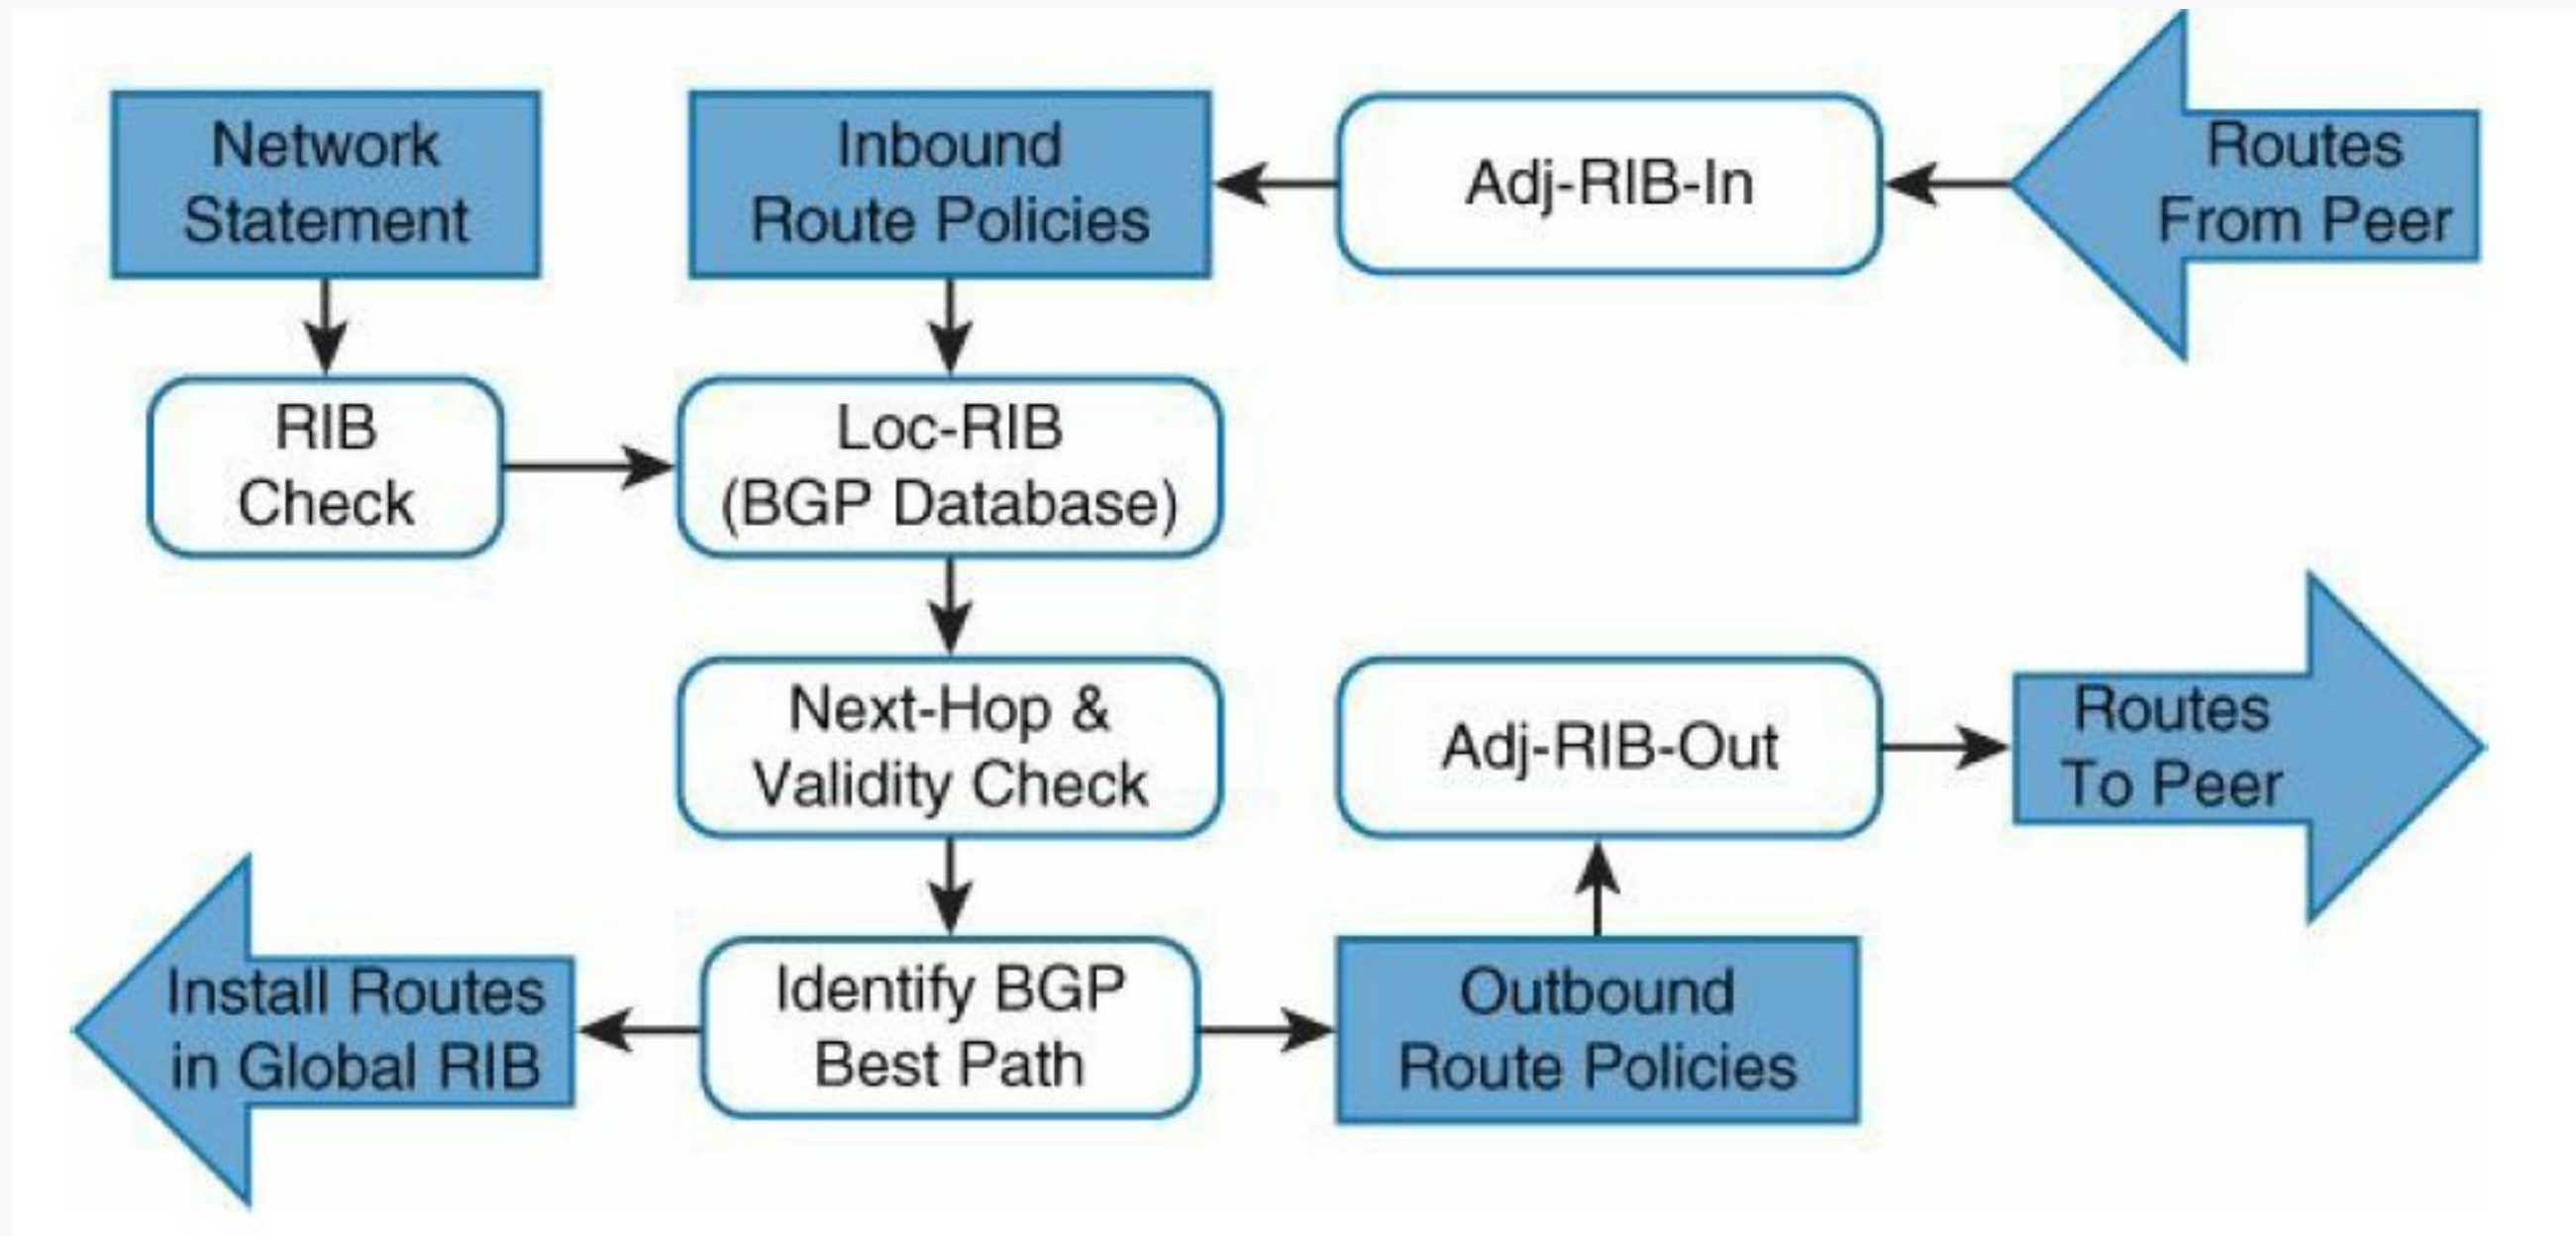 Network
Statement
Inbound
Route Policies
Adj-RIB-In
Routes
From Peer
RIB
Check
Loc-RIB
(BGP Database)
Next-Hop &
Validity Check
Adj-RIB-Out
Routes
To Peer
Install Routes
in Global RIB
Identify BGP
Best Path
Outbound
Route Policies